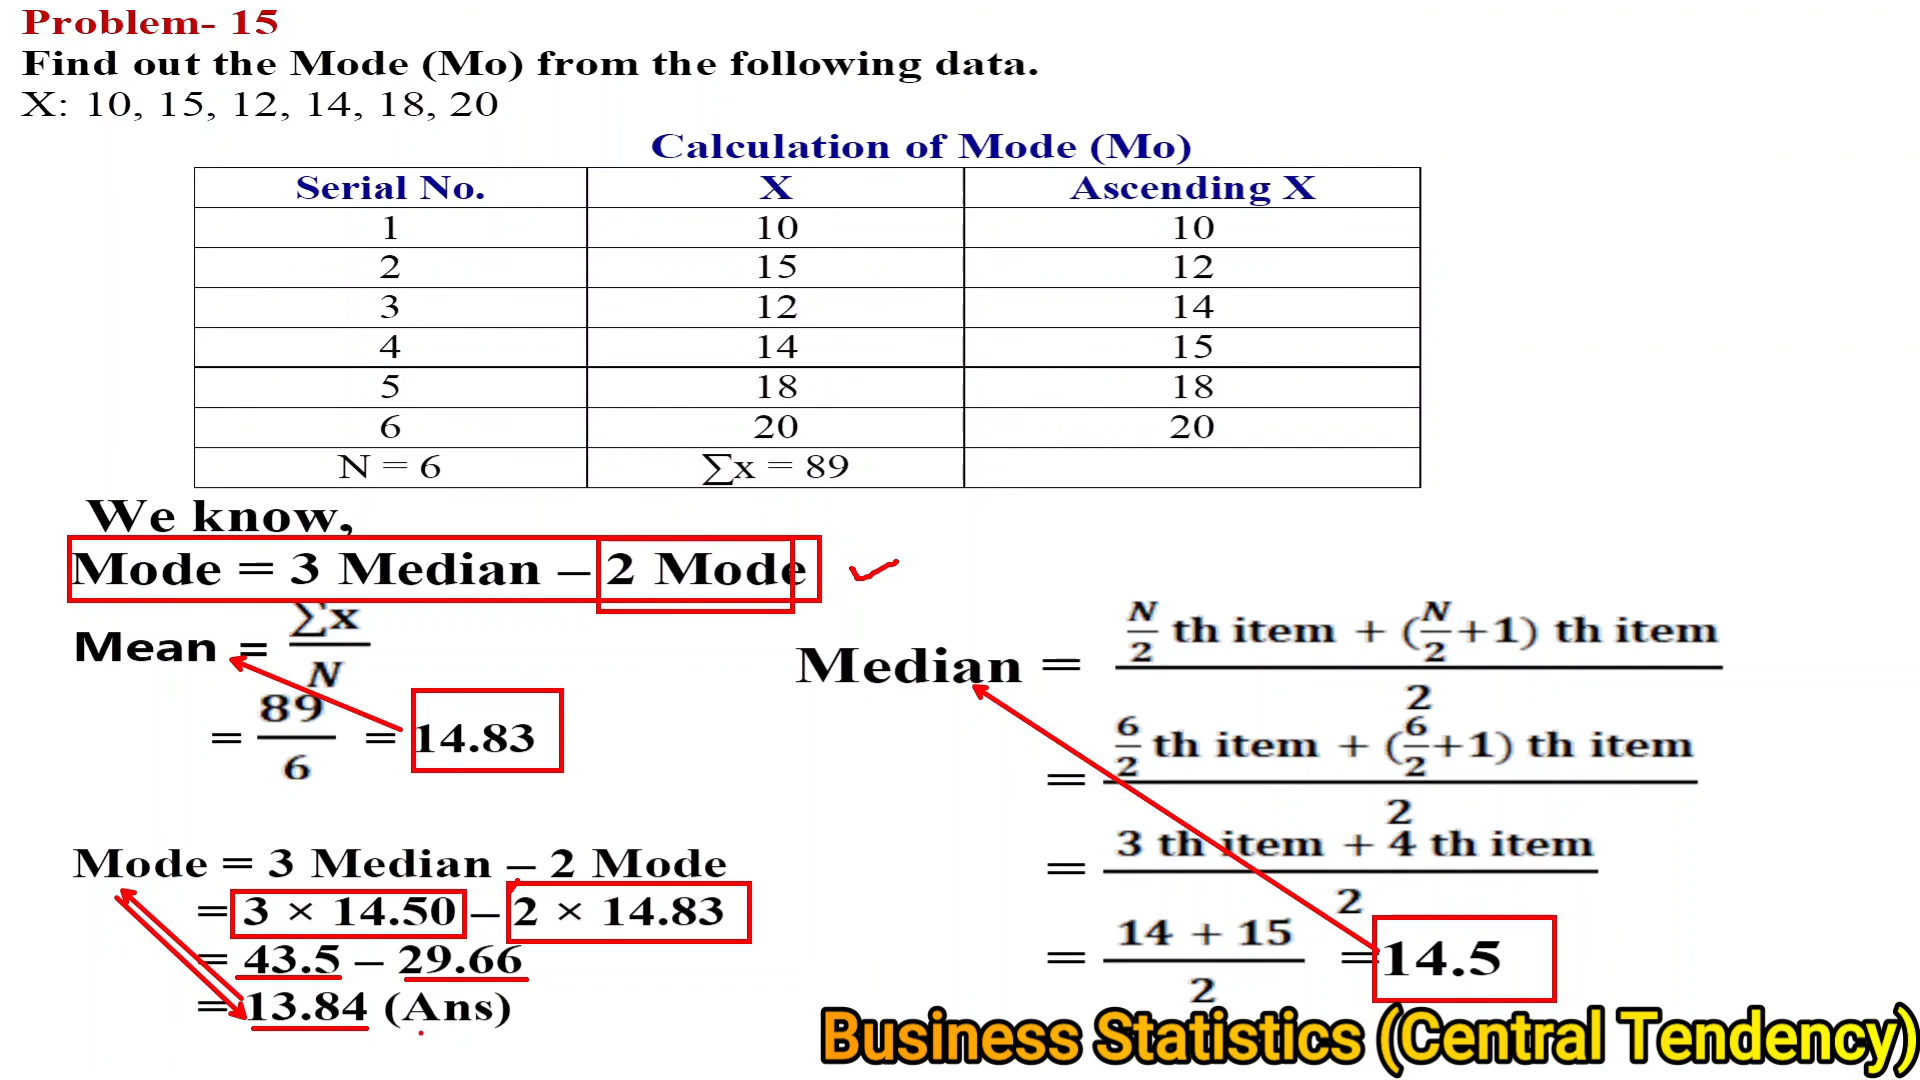 Problem- 15
Find out the Mode (Mo) from the following data.
X: 10, 15, 12, 14, 18, 20
Calculation of Mode (Mo)
Serial No. X Ascending X
1 10 10
2 15 12
3 12 14
4 14 15
5 18 18
6 20 20
N = 6 ∑x = 89
We know,
Mode = 3 Median – 2 Mode
Mean = ∑x / N
= 89 / 6 = 14.83
Mode = 3 Median – 2 Mode
= 3 × 14.50 – 2 × 14.83
= 43.5 – 29.66
= 13.84 (Ans)
Median = (N/2 th item + (N/2+1) th item) / 2
= (6/2 th item + (6/2+1) th item) / 2
= (3 th item + 4 th item) / 2
= (14 + 15) / 2 = 14.5
Business Statistics (Central Tendency)